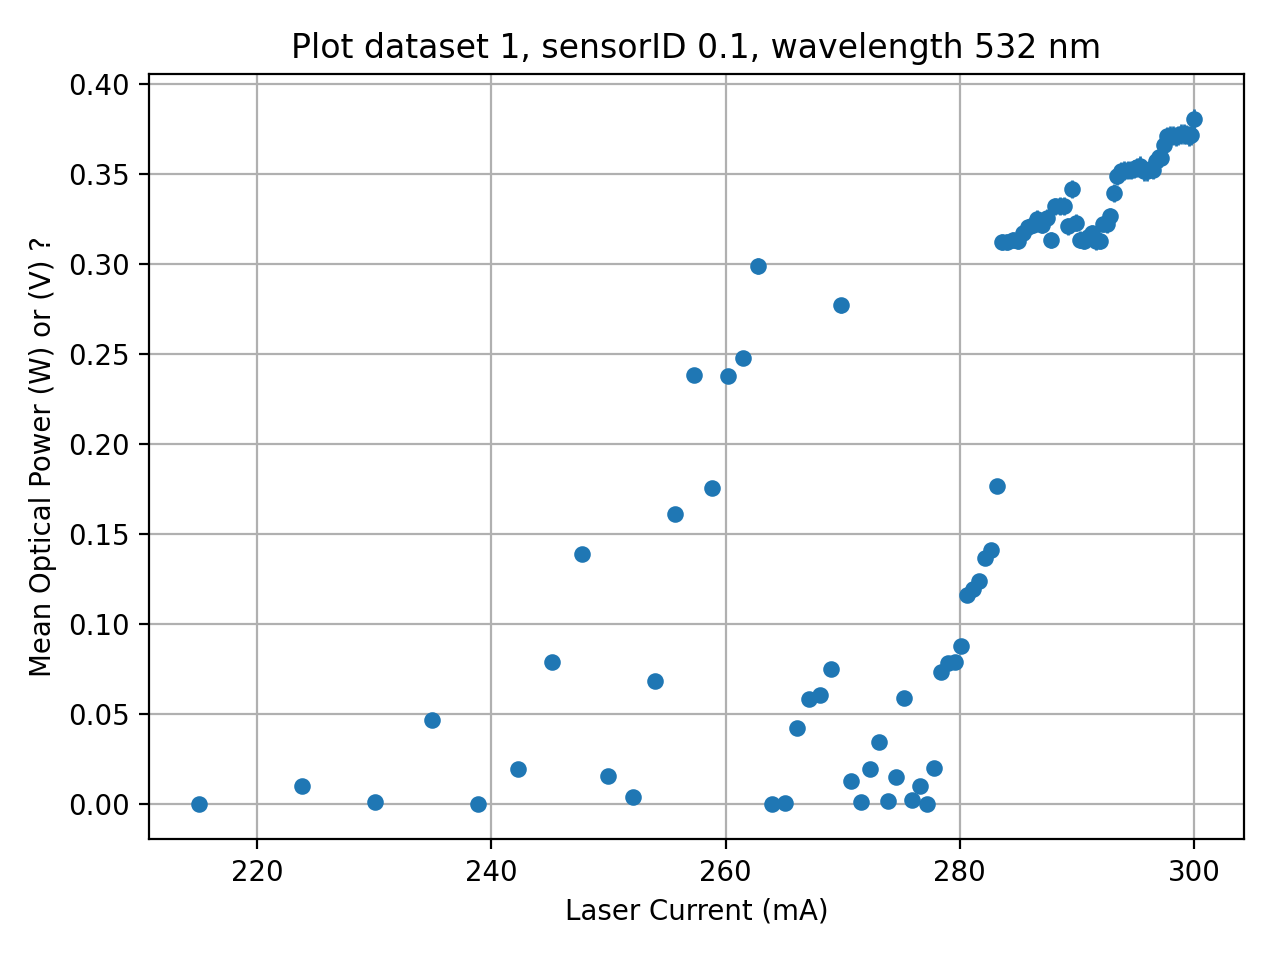 Plot dataset 1, sensorID 0.1, wavelength 532 nm
Mean Optical Power (W) or (V) ?
0.40
0.35
0.30
0.25
0.20
0.15
0.10
0.05
0.00
220 240 260 280 300
Laser Current (mA)